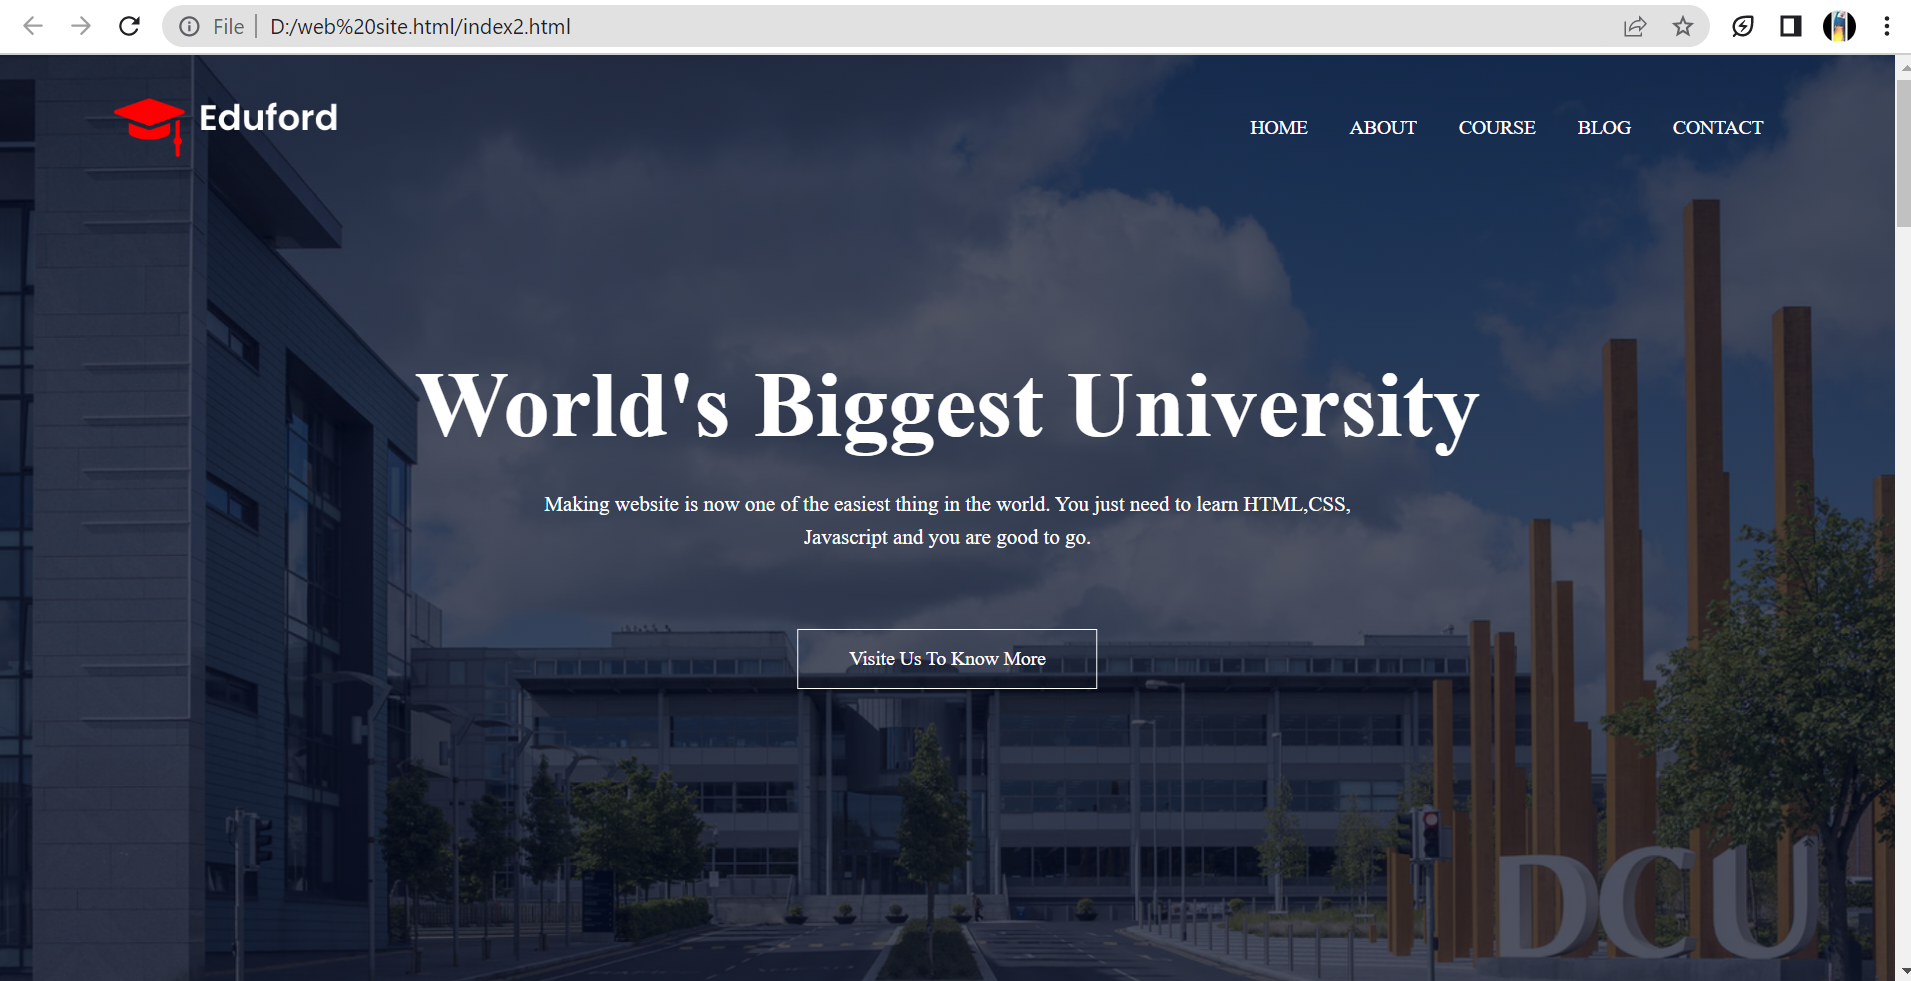 File | D:/web%20site.html/index2.html
Eduford
HOME ABOUT COURSE BLOG CONTACT
World's Biggest University
Making website is now one of the easiest thing in the world. You just need to learn HTML,CSS,
Javascript and you are good to go.
Visite Us To Know More
DCU